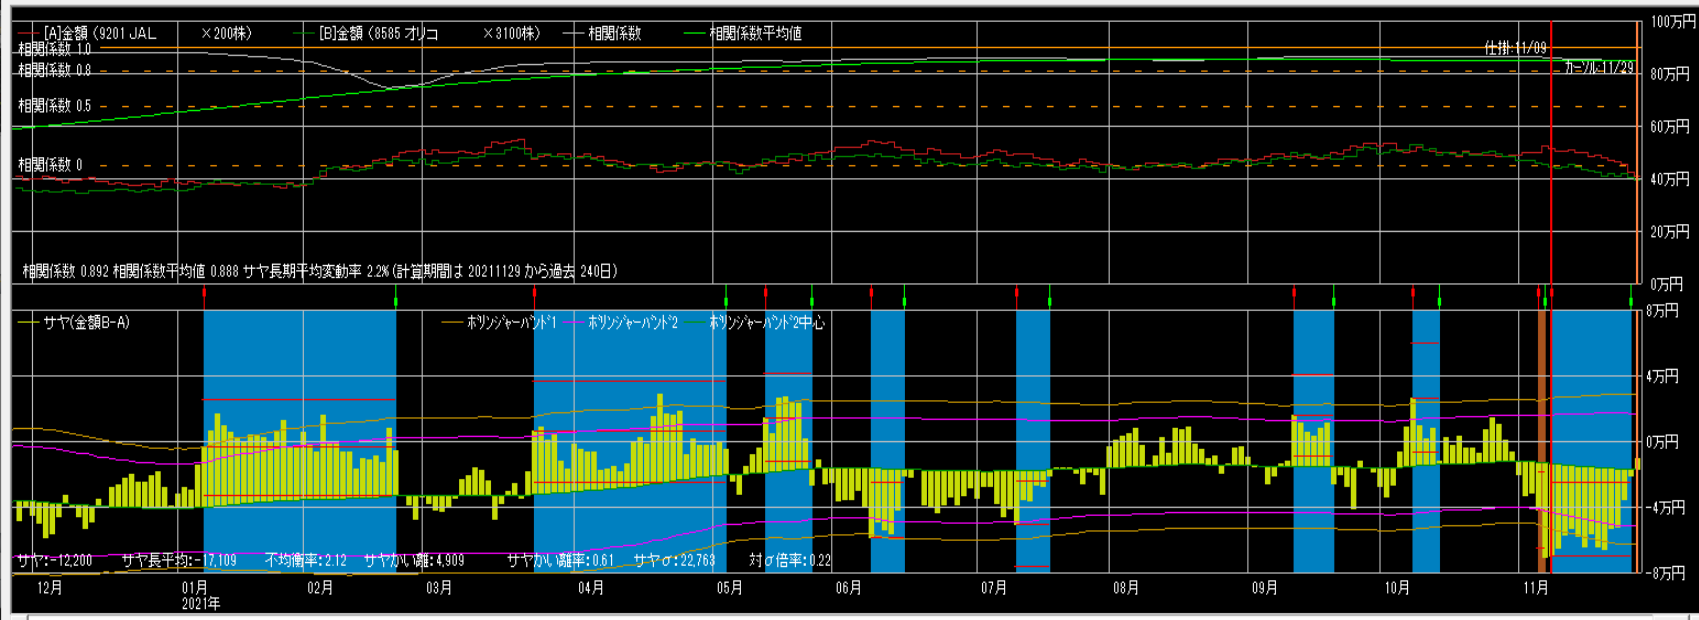 [A]金額 (9201 JAL ×200株) [B]金額 (8585 オリコ ×3100株) 相関係数 相関係数平均値
100万円
相関係数 1.0
仕掛:11/09
相関係数 0.8
カーソル:11/29
80万円
相関係数 0.5
60万円
相関係数 0
40万円
20万円
相関係数 0.892 相関係数平均値 0.888 サヤ長期平均変動率 2.2% (計算期間は 20211129 から過去 240日)
0万円
8万円
サヤ(金額B-A) ボリンジャーバンド1 ボリンジャーバンド2 ボリンジャーバンド2中心
4万円
0万円
-4万円
サヤ:-12,200 サヤ長平均:-17,109 不均衡率:2.12 サヤかい離:4,909 サヤかい離率:0.61 サヤσ:22,763 対σ倍率:0.22
-8万円
12月 01月 02月 03月 04月 05月 06月 07月 08月 09月 10月 11月
2021年